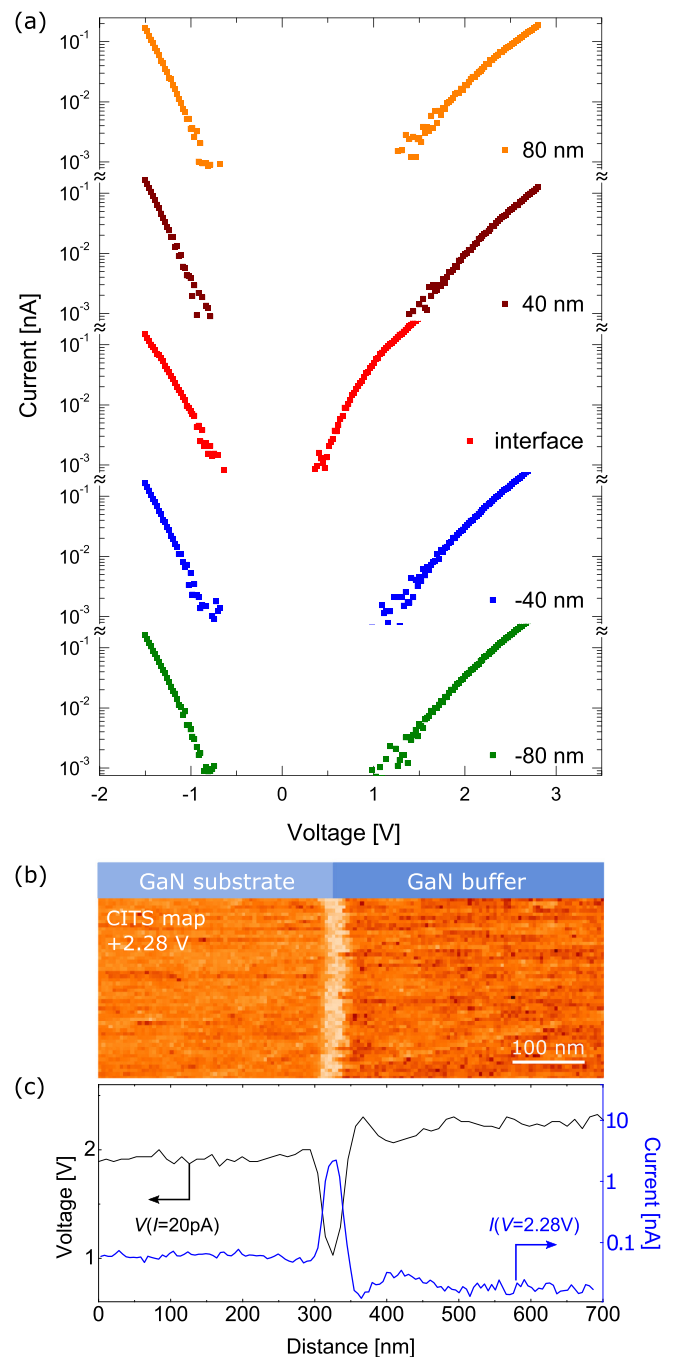 (a)
10⁻¹
10⁻²
10⁻³
80 nm
≈ ≈
10⁻¹
10⁻²
10⁻³
40 nm
≈ ≈
Current [nA]
10⁻¹
10⁻²
10⁻³
interface
≈ ≈
10⁻¹
10⁻²
10⁻³
-40 nm
≈ ≈
10⁻¹
10⁻²
10⁻³
-80 nm
-2 -1 0 1 2 3
Voltage [V]
(b)
GaN substrate GaN buffer
CITS map
+2.28 V
100 nm
(c)
Voltage [V]
2
1
V(I=20pA)
I(V=2.28V)
10
1
0.1
Current [nA]
0 100 200 300 400 500 600 700
Distance [nm]